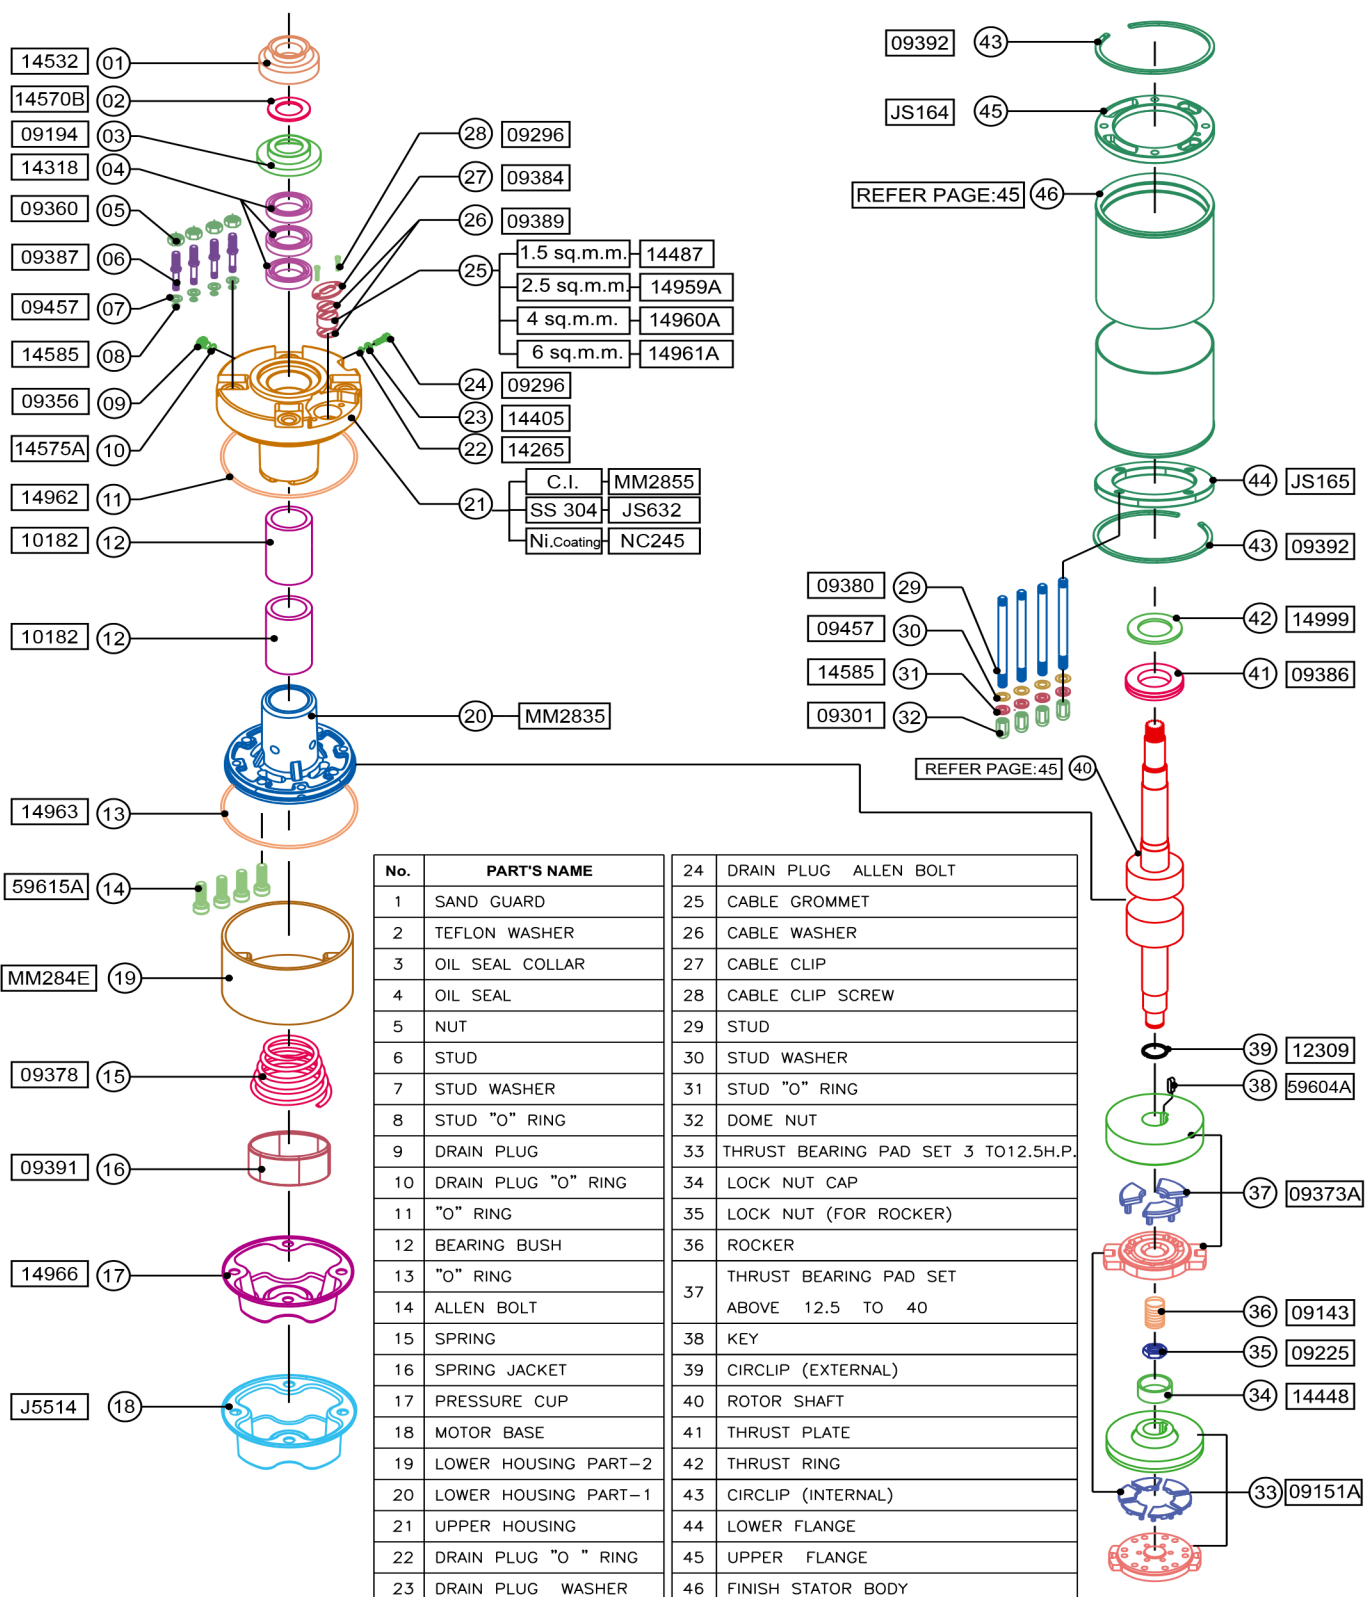 14532 01
14570B 02
09194 03
14318 04
09360 05
09387 06
09457 07
14585 08
09356 09
14575A 10
14962 11
10182 12
10182 12
14963 13
59615A 14
MM284E 19
09378 15
09391 16
14966 17
J5514 18
28 09296
27 09384
26 09389
25
1.5 sq.m.m. 14487
2.5 sq.m.m. 14959A
4 sq.m.m. 14960A
6 sq.m.m. 14961A
24 09296
23 14405
22 14265
21
C.I. MM2855
SS 304 JS632
Ni.Coating NC245
20 MM2835
09392 43
JS164 45
REFER PAGE:45 46
44 JS165
43 09392
09380 29
09457 30
14585 31
09301 32
42 14999
41 09386
REFER PAGE:45 40
39 12309
38 59604A
37 09373A
36 09143
35 09225
34 14448
33 09151A
No. PART'S NAME
1 SAND GUARD
2 TEFLON WASHER
3 OIL SEAL COLLAR
4 OIL SEAL
5 NUT
6 STUD
7 STUD WASHER
8 STUD "O" RING
9 DRAIN PLUG
10 DRAIN PLUG "O" RING
11 "O" RING
12 BEARING BUSH
13 "O" RING
14 ALLEN BOLT
15 SPRING
16 SPRING JACKET
17 PRESSURE CUP
18 MOTOR BASE
19 LOWER HOUSING PART-2
20 LOWER HOUSING PART-1
21 UPPER HOUSING
22 DRAIN PLUG "O " RING
23 DRAIN PLUG WASHER
24 DRAIN PLUG ALLEN BOLT
25 CABLE GROMMET
26 CABLE WASHER
27 CABLE CLIP
28 CABLE CLIP SCREW
29 STUD
30 STUD WASHER
31 STUD "O" RING
32 DOME NUT
33 THRUST BEARING PAD SET 3 TO12.5H.P.
34 LOCK NUT CAP
35 LOCK NUT (FOR ROCKER)
36 ROCKER
37 THRUST BEARING PAD SET
ABOVE 12.5 TO 40
38 KEY
39 CIRCLIP (EXTERNAL)
40 ROTOR SHAFT
41 THRUST PLATE
42 THRUST RING
43 CIRCLIP (INTERNAL)
44 LOWER FLANGE
45 UPPER FLANGE
46 FINISH STATOR BODY